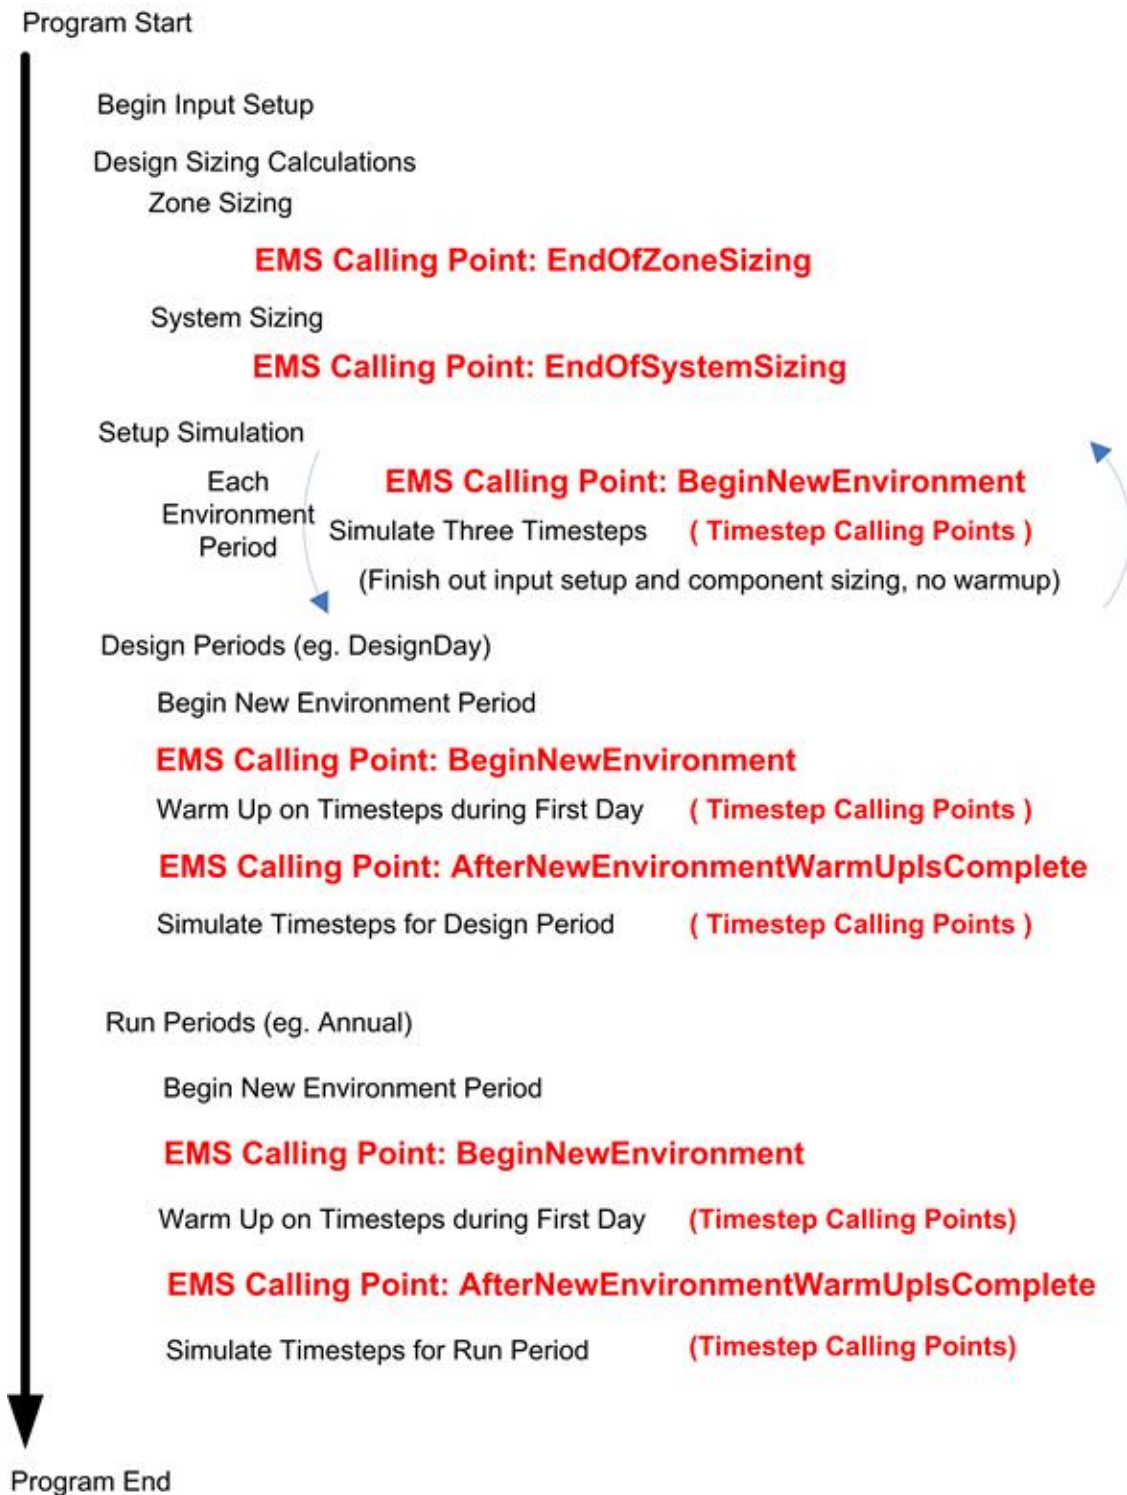 Program Start
Begin Input Setup
Design Sizing Calculations
Zone Sizing
EMS Calling Point: EndOfZoneSizing
System Sizing
EMS Calling Point: EndOfSystemSizing
Setup Simulation
Each
Environment
Period
EMS Calling Point: BeginNewEnvironment
Simulate Three Timesteps ( Timestep Calling Points )
(Finish out input setup and component sizing, no warmup)
Design Periods (eg. DesignDay)
Begin New Environment Period
EMS Calling Point: BeginNewEnvironment
Warm Up on Timesteps during First Day ( Timestep Calling Points )
EMS Calling Point: AfterNewEnvironmentWarmUpIsComplete
Simulate Timesteps for Design Period ( Timestep Calling Points )
Run Periods (eg. Annual)
Begin New Environment Period
EMS Calling Point: BeginNewEnvironment
Warm Up on Timesteps during First Day (Timestep Calling Points)
EMS Calling Point: AfterNewEnvironmentWarmUpIsComplete
Simulate Timesteps for Run Period (Timestep Calling Points)
Program End